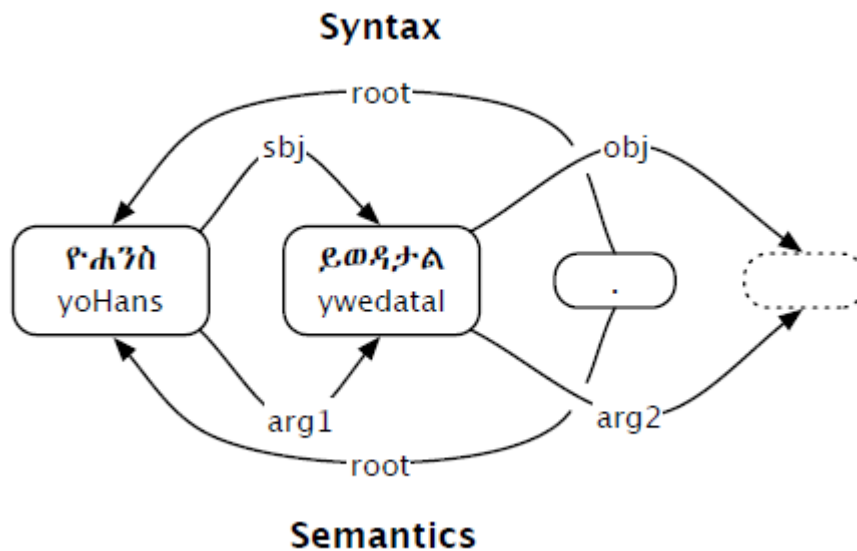 Syntax
root
sbj
obj
ዮሐንስ
yoHans
ይወዳታል
ywedatal
.
arg1
arg2
root
Semantics